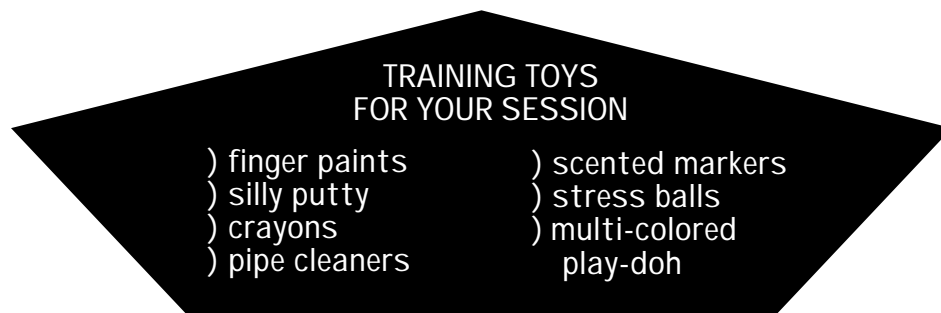 TRAINING TOYS
FOR YOUR SESSION
) finger paints
) silly putty
) crayons
) pipe cleaners
) scented markers
) stress balls
) multi-colored
play-doh